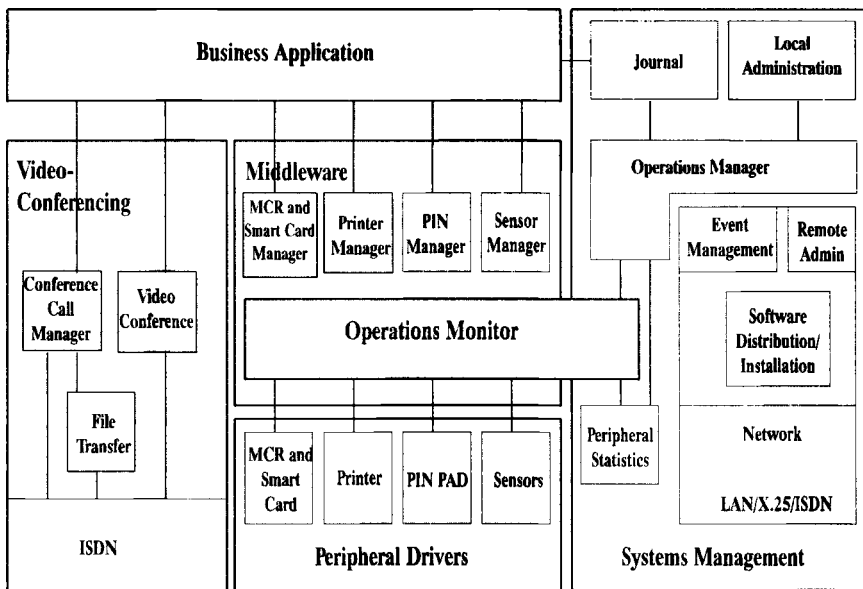 Business Application
Journal
Local
Administration
Video-
Conferencing
Middleware
Operations Manager
MCR and
Smart Card
Manager
Printer
Manager
PIN
Manager
Sensor
Manager
Event
Management
Remote
Admin
Conference
Call
Manager
Video
Conference
Operations Monitor
Software
Distribution/
Installation
File
Transfer
MCR and
Smart
Card
Printer
PIN PAD
Sensors
Peripheral
Statistics
Network
LAN/X.25/ISDN
ISDN
Peripheral Drivers
Systems Management